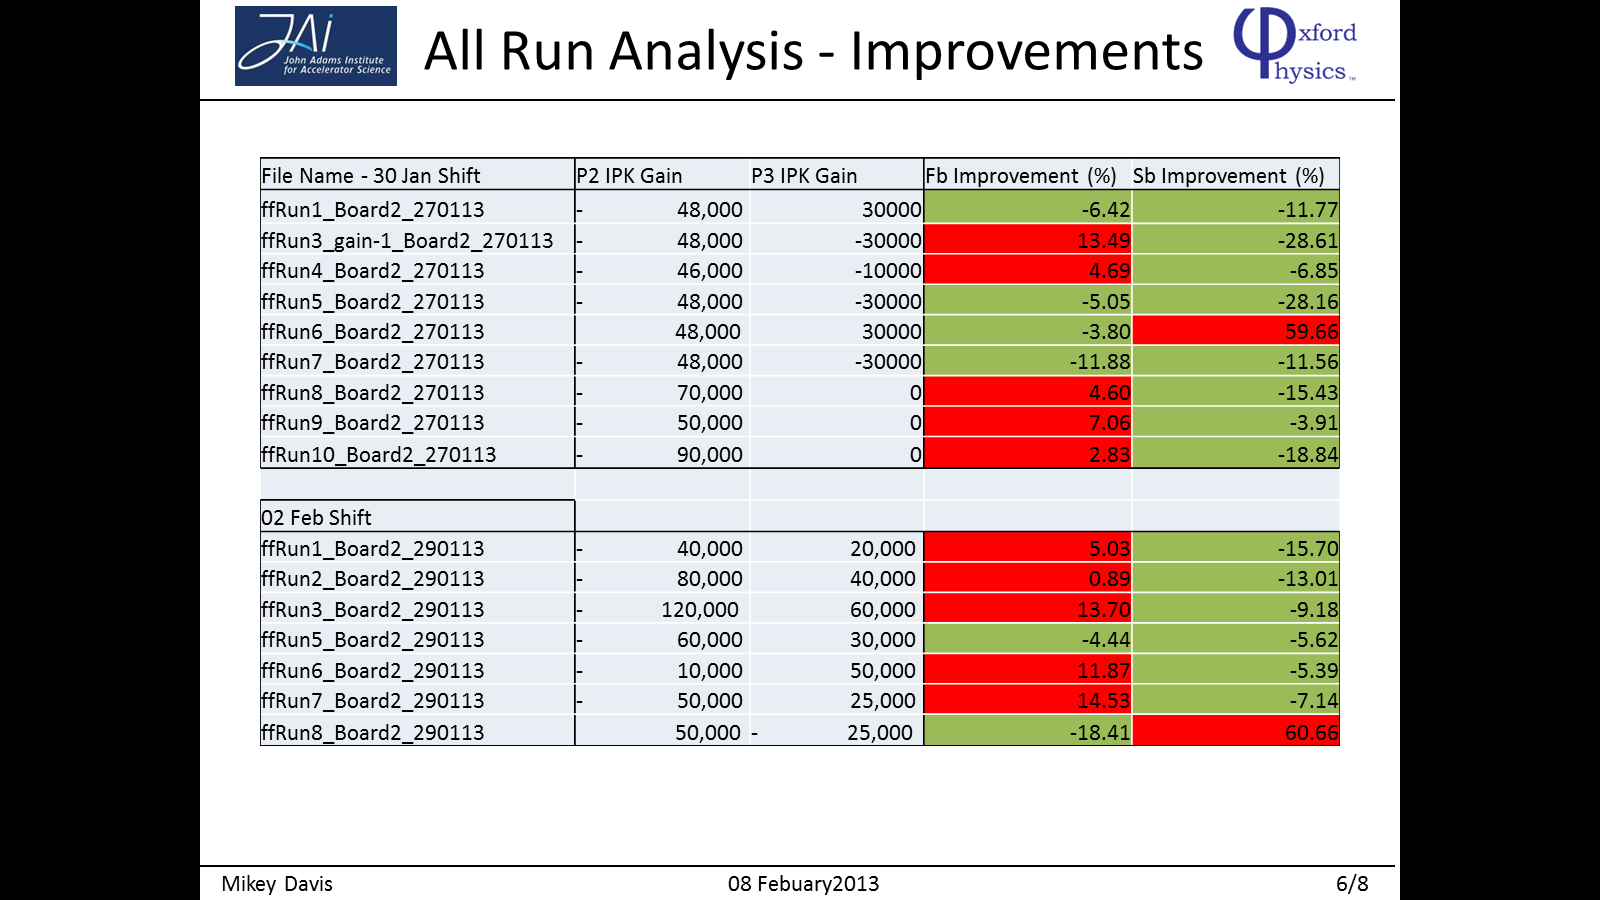 JAi
John Adams Institute
for Accelerator Science
All Run Analysis - Improvements
Oxford
Physics™
File Name - 30 Jan Shift P2 IPK Gain P3 IPK Gain Fb Improvement (%) Sb Improvement (%)
ffRun1_Board2_270113 - 48,000 30000 -6.42 -11.77
ffRun3_gain-1_Board2_270113 - 48,000 -30000 13.49 -28.61
ffRun4_Board2_270113 - 46,000 -10000 4.69 -6.85
ffRun5_Board2_270113 - 48,000 -30000 -5.05 -28.16
ffRun6_Board2_270113 48,000 30000 -3.80 59.66
ffRun7_Board2_270113 - 48,000 -30000 -11.88 -11.56
ffRun8_Board2_270113 - 70,000 0 4.60 -15.43
ffRun9_Board2_270113 - 50,000 0 7.06 -3.91
ffRun10_Board2_270113 - 90,000 0 2.83 -18.84
02 Feb Shift
ffRun1_Board2_290113 - 40,000 20,000 5.03 -15.70
ffRun2_Board2_290113 - 80,000 40,000 0.89 -13.01
ffRun3_Board2_290113 - 120,000 60,000 13.70 -9.18
ffRun5_Board2_290113 - 60,000 30,000 -4.44 -5.62
ffRun6_Board2_290113 - 10,000 50,000 11.87 -5.39
ffRun7_Board2_290113 - 50,000 25,000 14.53 -7.14
ffRun8_Board2_290113 50,000 - 25,000 -18.41 60.66
Mikey Davis 08 Febuary2013 6/8